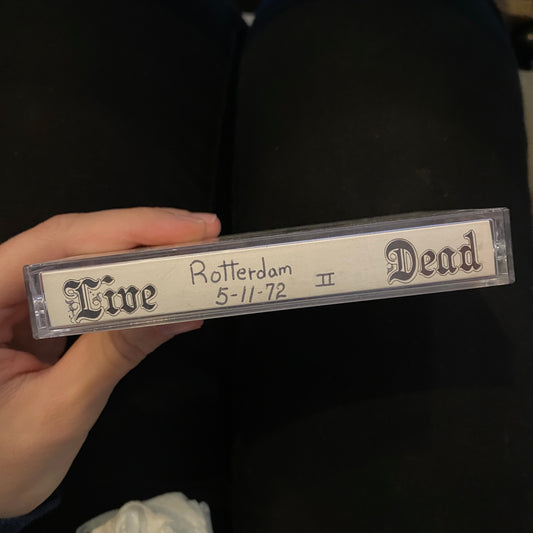 Live
Rotterdam
5-11-72
II
Dead